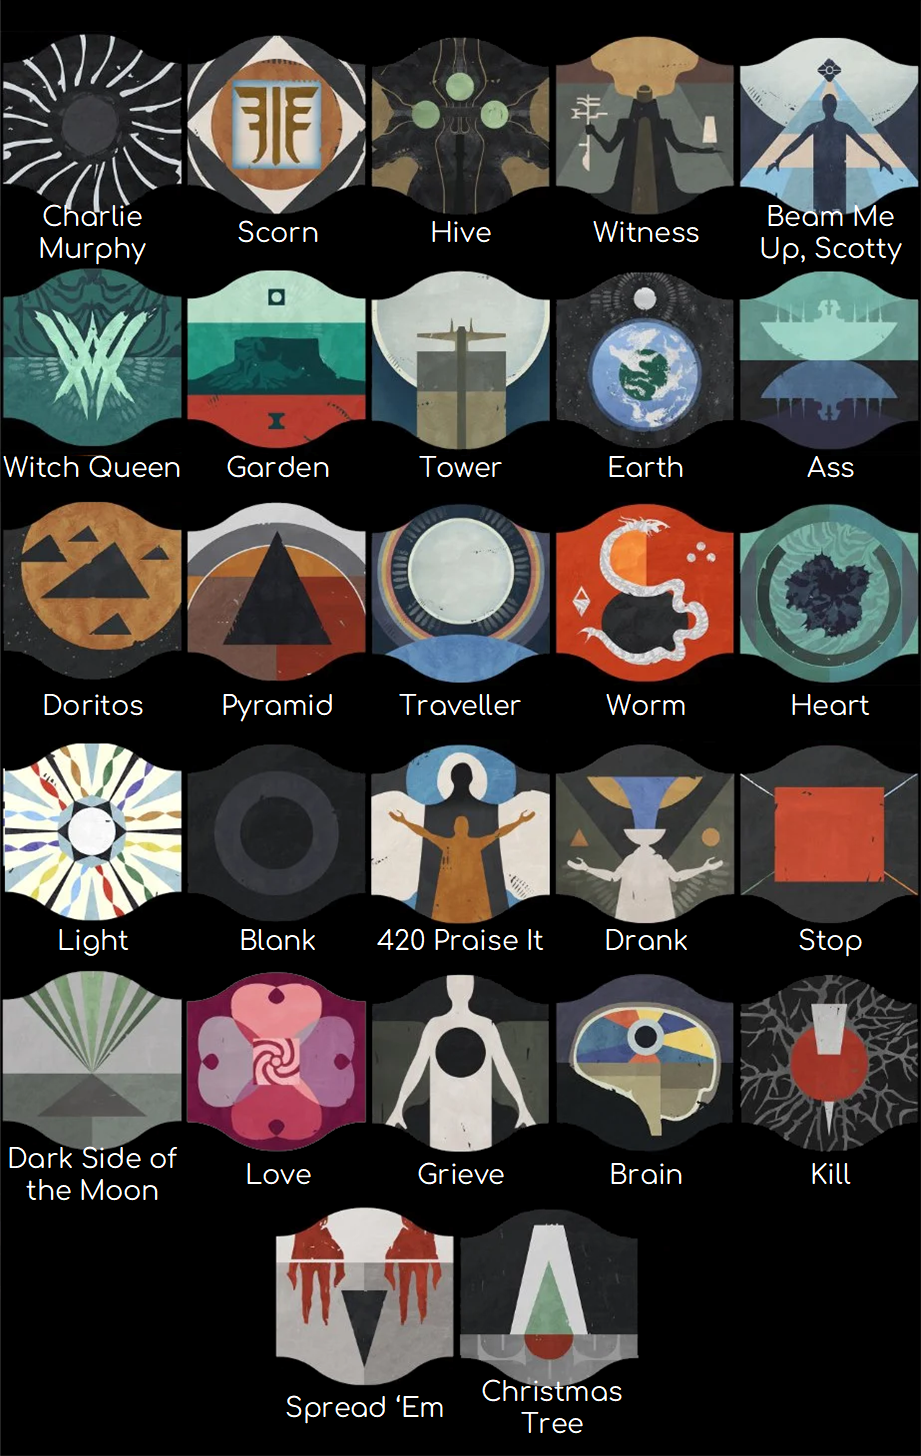 Charlie
Murphy
Scorn
Hive
Witness
Beam Me
Up, Scotty
Witch Queen
Garden
Tower
Earth
Ass
Doritos
Pyramid
Traveller
Worm
Heart
Light
Blank
420 Praise It
Drank
Stop
Dark Side of
the Moon
Love
Grieve
Brain
Kill
Spread ‘Em
Christmas
Tree